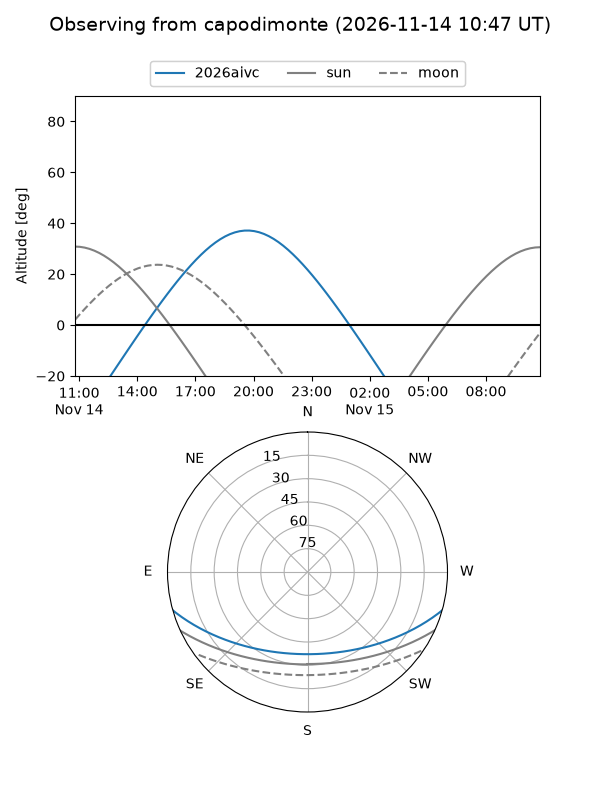 Observing from capodimonte (2026-11-14 10:47 UT)
2026aivc sun moon
Altitude [deg]
80
60
40
20
0
−20
11:00 14:00 17:00 20:00 23:00 02:00 05:00 08:00
Nov 14 Nov 15
N
NE NW
15
30
45
60
75
E W
SE SW
S